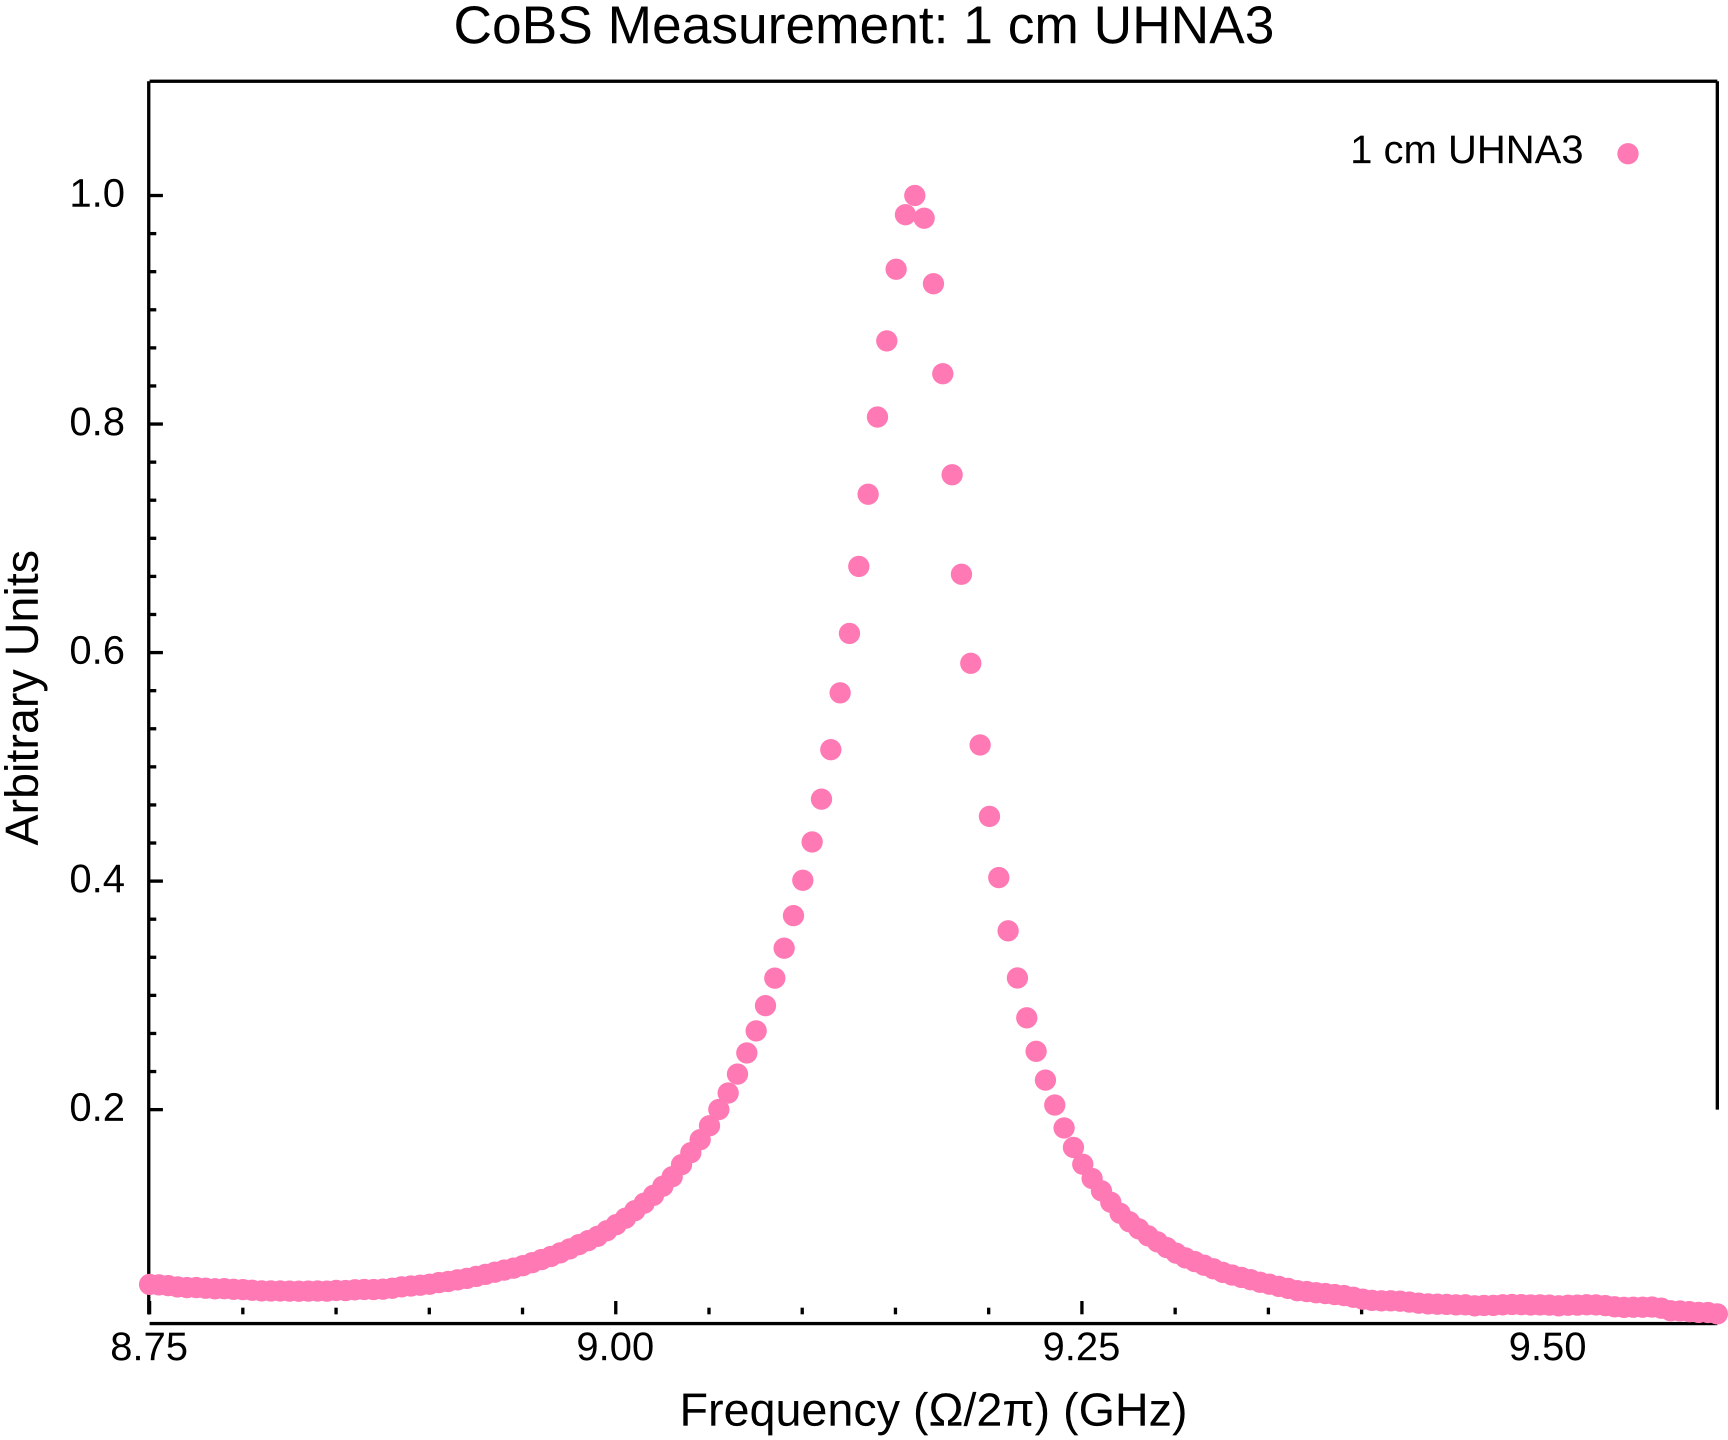 CoBS Measurement: 1 cm UHNA3
1 cm UHNA3
1.0
0.8
0.6
0.4
0.2
Arbitrary Units
8.75 9.00 9.25 9.50
Frequency (Ω/2π) (GHz)